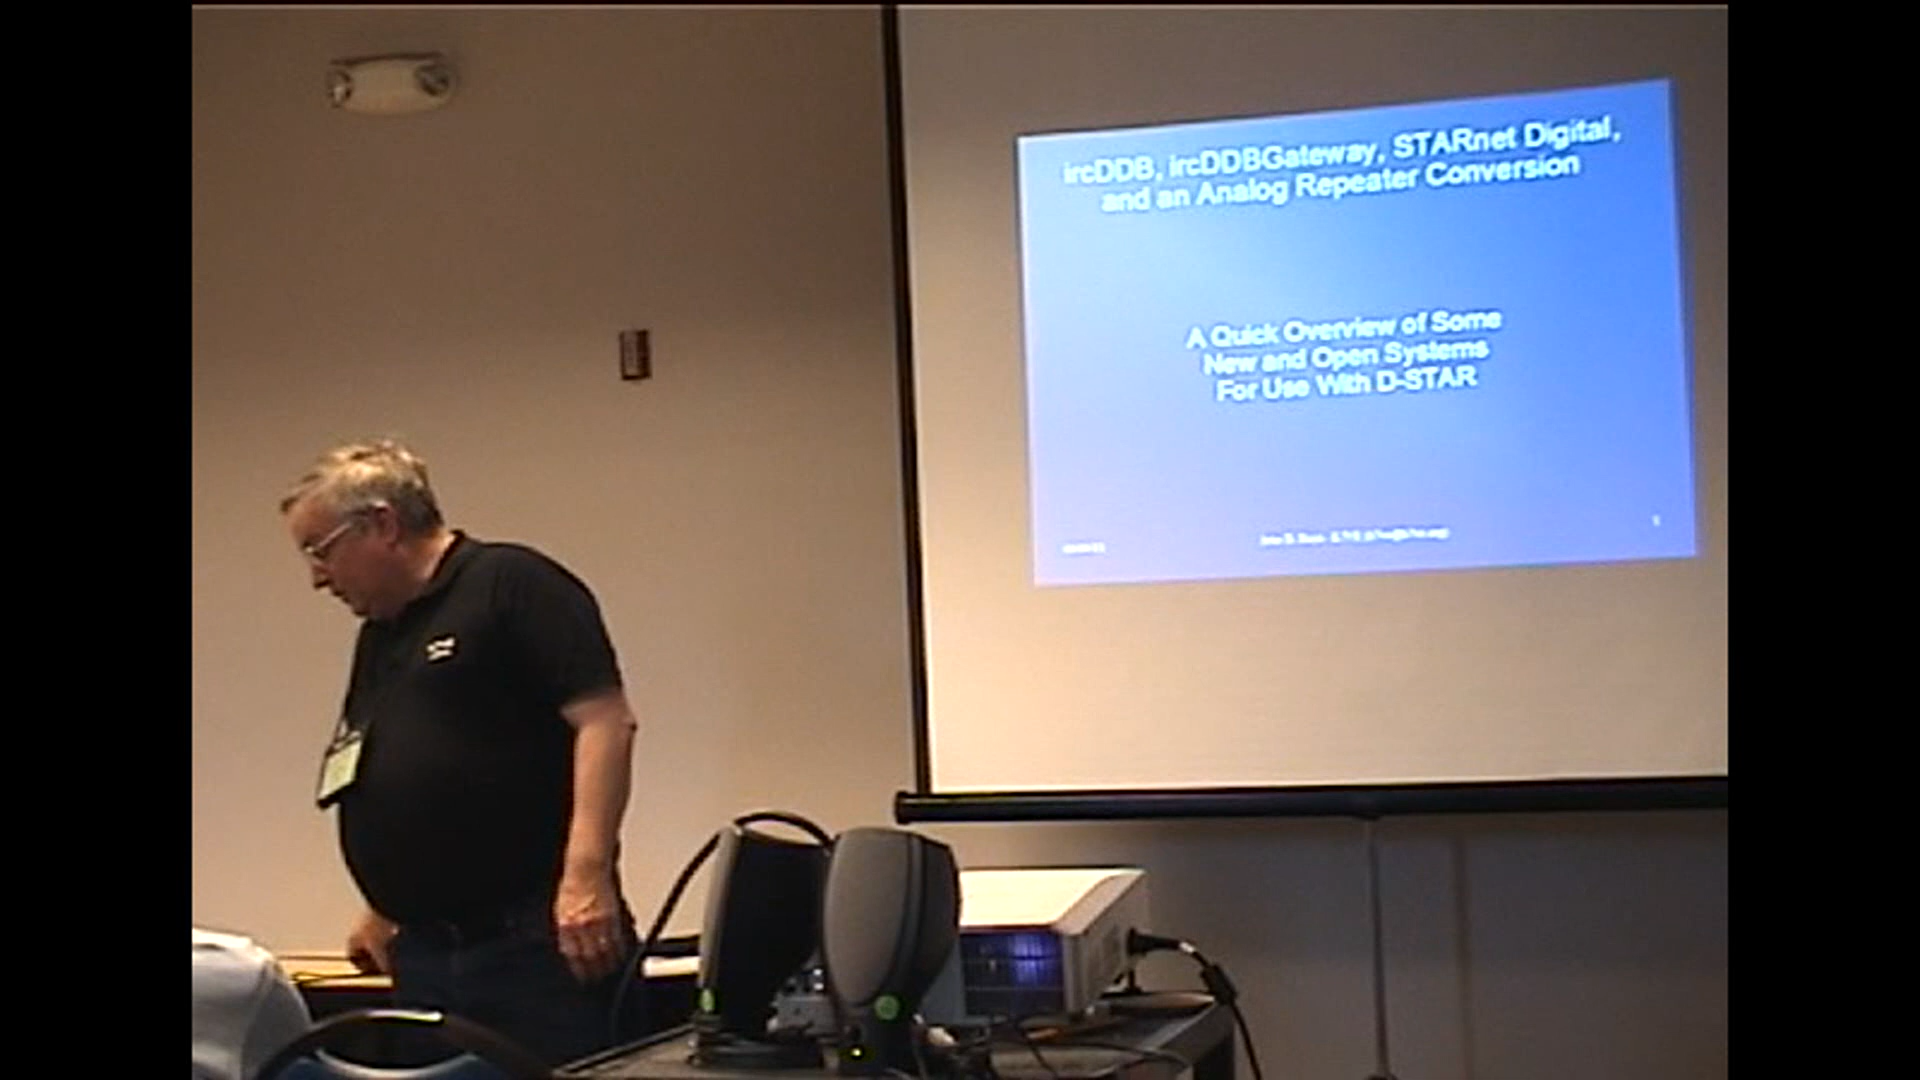 ircDDB, ircDDBGateway, STARnet Digital,
and an Analog Repeater Conversion
A Quick Overview of Some
New and Open Systems
For Use With D-STAR